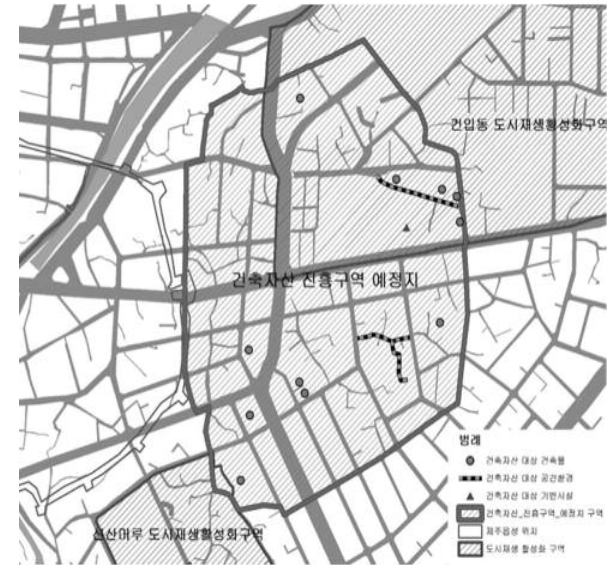 건입동 도시재생활성화구역
건축자산 진흥구역 예정지
신산머루 도시재생활성화구역
범례
건축자산 대상 건축물
건축자산 대상 공간환경
건축자산 대상 기반시설
건축자산_진흥구역_예정지 구역
제주읍성 위치
도시재생 활성화 구역